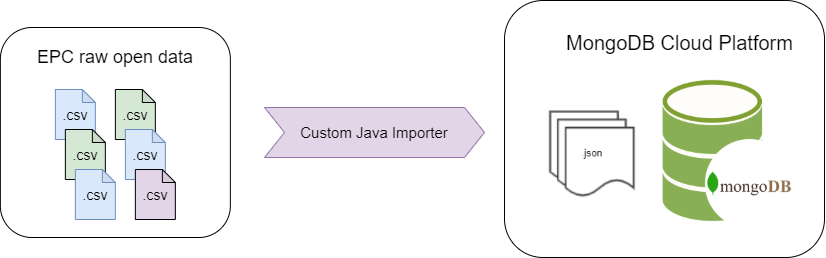 EPC raw open data
.CSV
.CSV
.CSV
.CSV
.CSV
.CSV
Custom Java Importer
MongoDB Cloud Platform
.json
mongoDB